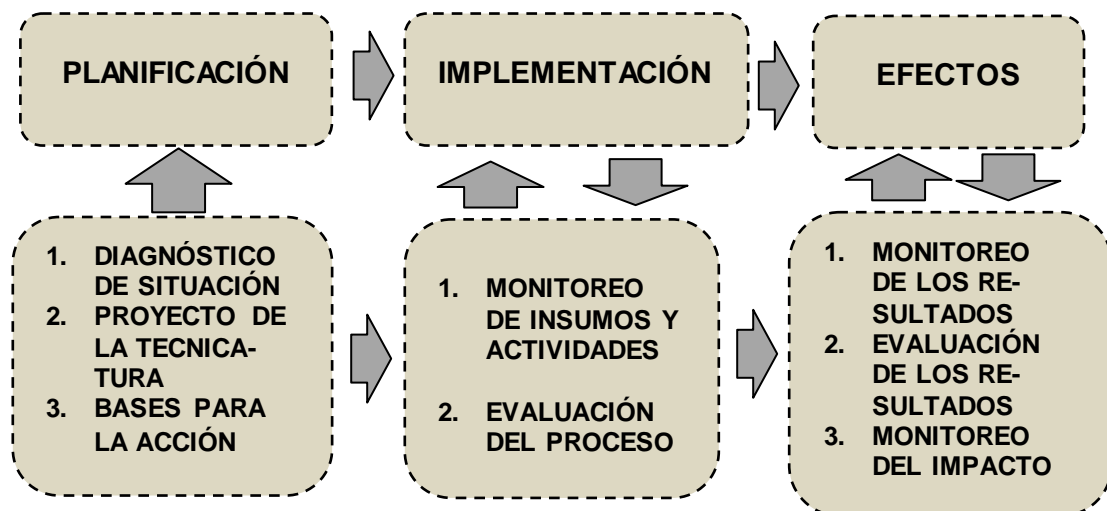 PLANIFICACIÓN
IMPLEMENTACIÓN
EFECTOS
1. DIAGNÓSTICO
DE SITUACIÓN
2. PROYECTO DE
LA TECNICA-
TURA
3. BASES PARA
LA ACCIÓN
1. MONITOREO
DE INSUMOS Y
ACTIVIDADES
2. EVALUACIÓN
DEL PROCESO
1. MONITOREO
DE LOS RE-
SULTADOS
2. EVALUACIÓN
DE LOS RE-
SULTADOS
3. MONITOREO
DEL IMPACTO